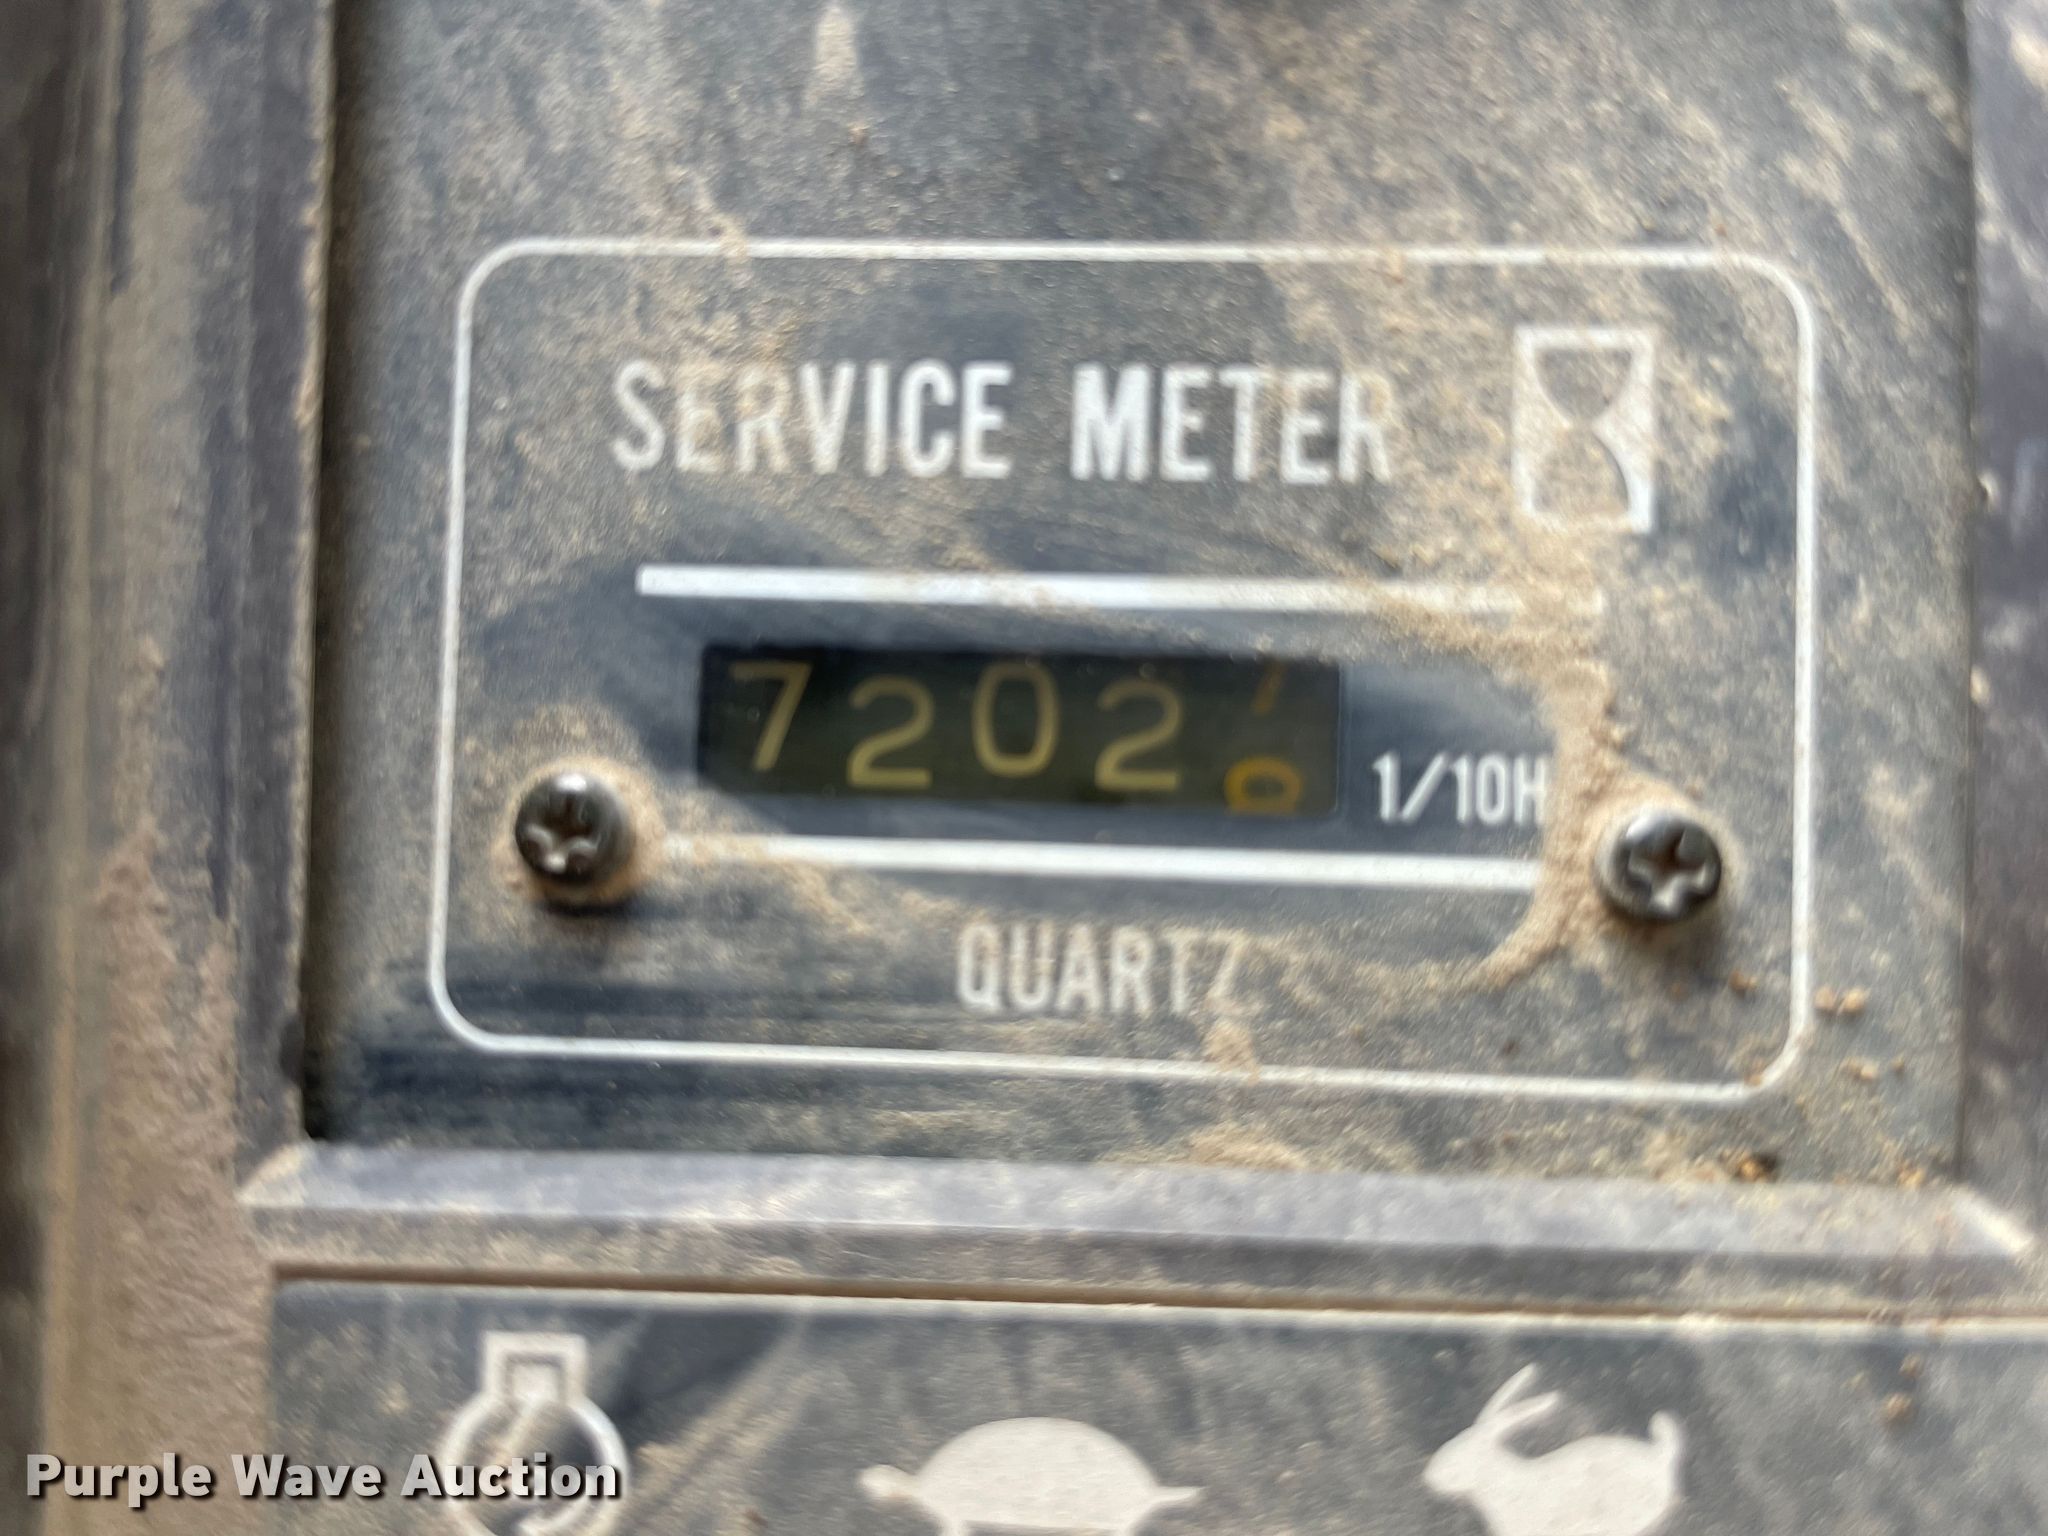 SERVICE METER
7202
1/10H
QUARTZ
Purple Wave Auction